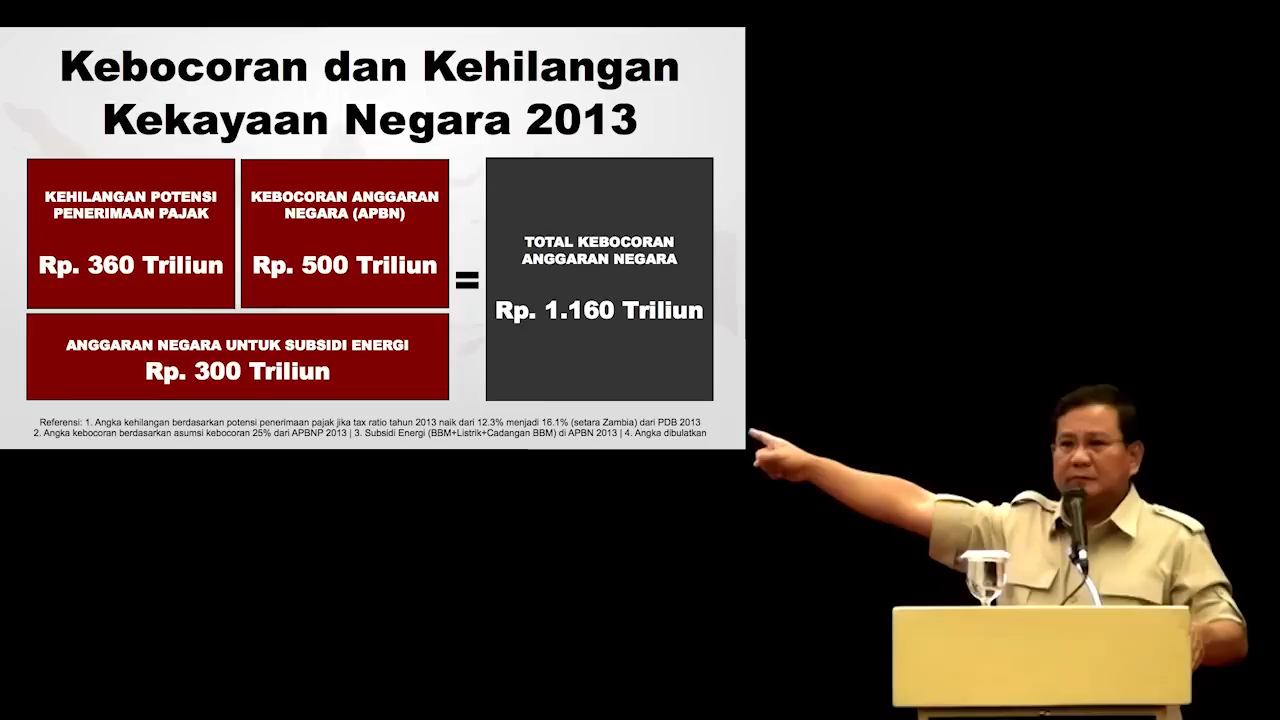 Kebocoran dan Kehilangan
Kekayaan Negara 2013
KEHILANGAN POTENSI
PENERIMAAN PAJAK
Rp. 360 Triliun
KEBOCORAN ANGGARAN
NEGARA (APBN)
Rp. 500 Triliun
ANGGARAN NEGARA UNTUK SUBSIDI ENERGI
Rp. 300 Triliun
=
TOTAL KEBOCORAN
ANGGARAN NEGARA
Rp. 1.160 Triliun
Referensi: 1. Angka kehilangan berdasarkan potensi penerimaan pajak jika tax ratio tahun 2013 naik dari 12.3% menjadi 16.1% (setara Zambia) dari PDB 2013
2. Angka kebocoran berdasarkan asumsi kebocoran 25% dari APBNP 2013 | 3. Subsidi Energi (BBM+Listrik+Cadangan BBM) di APBN 2013 | 4. Angka dibulatkan